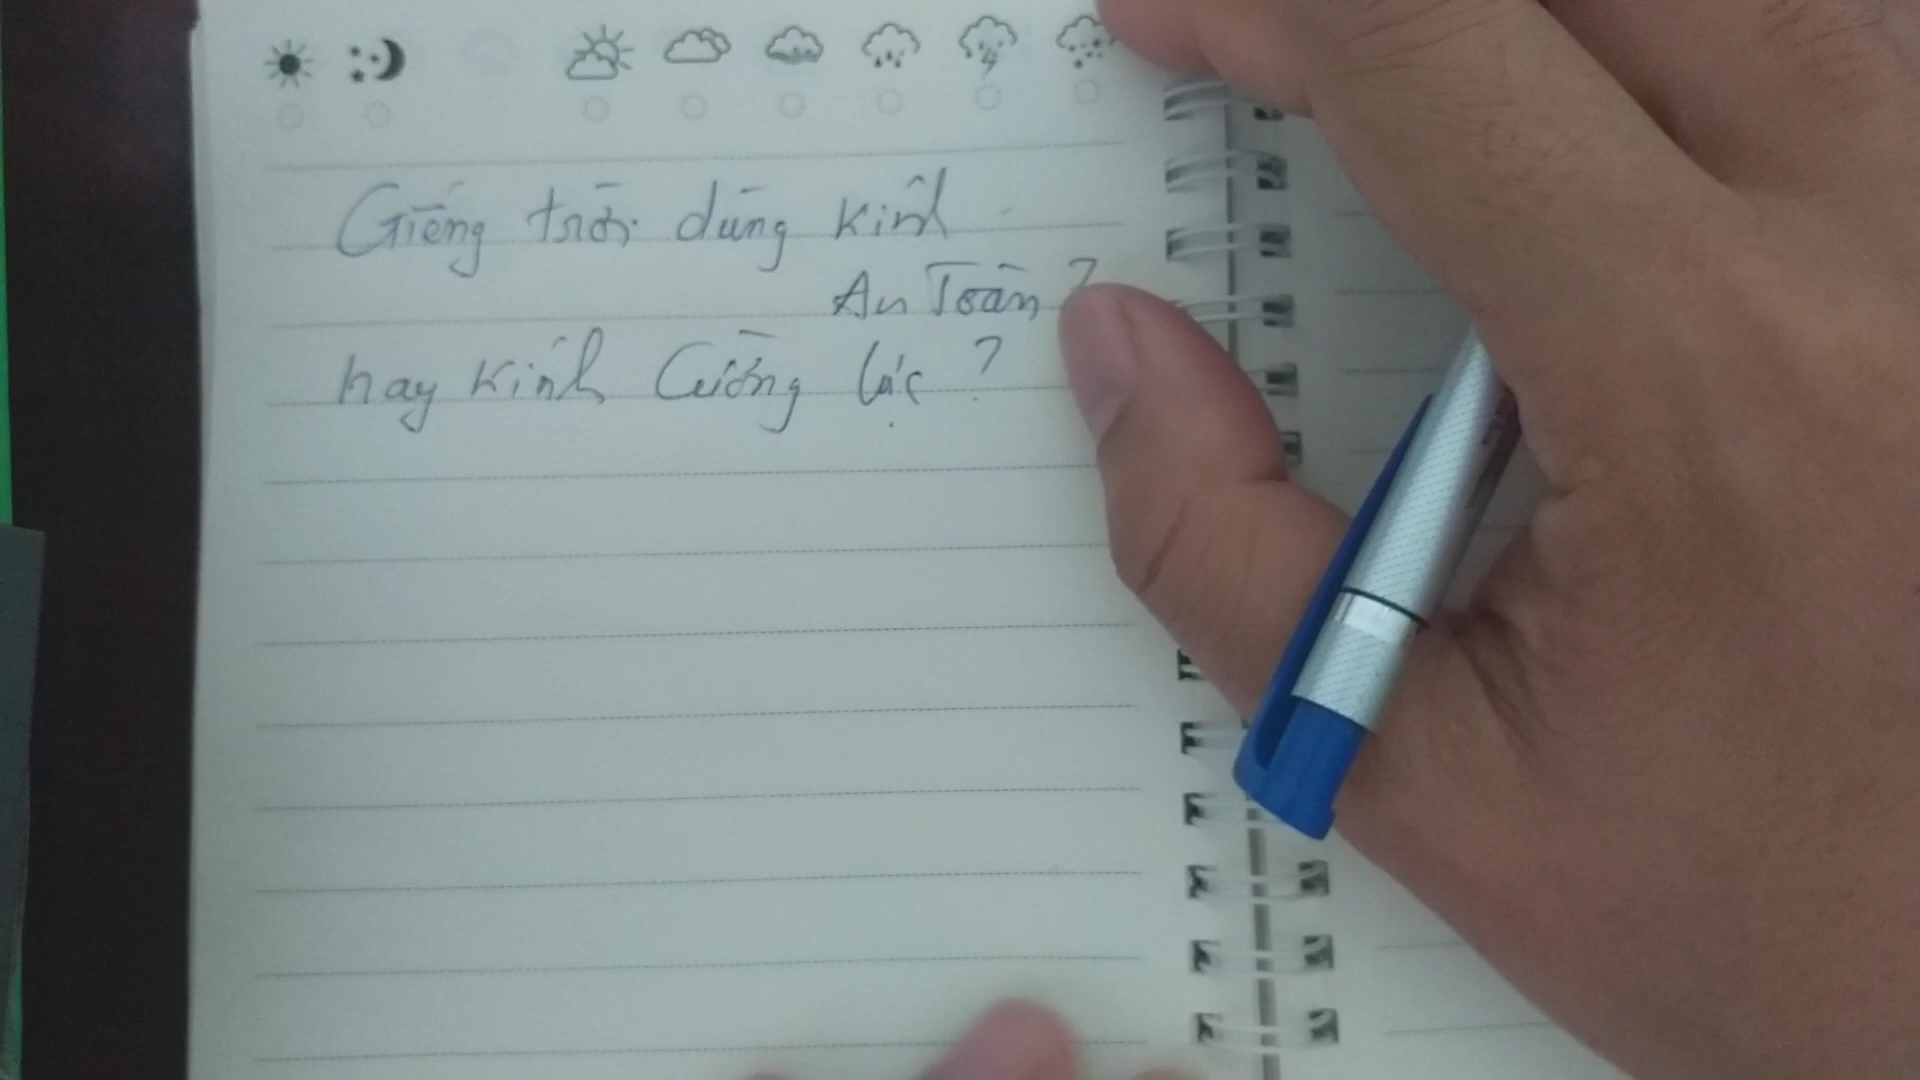 Giếng trời dùng kính
An Toàn ?
hay kính Cường lực ?